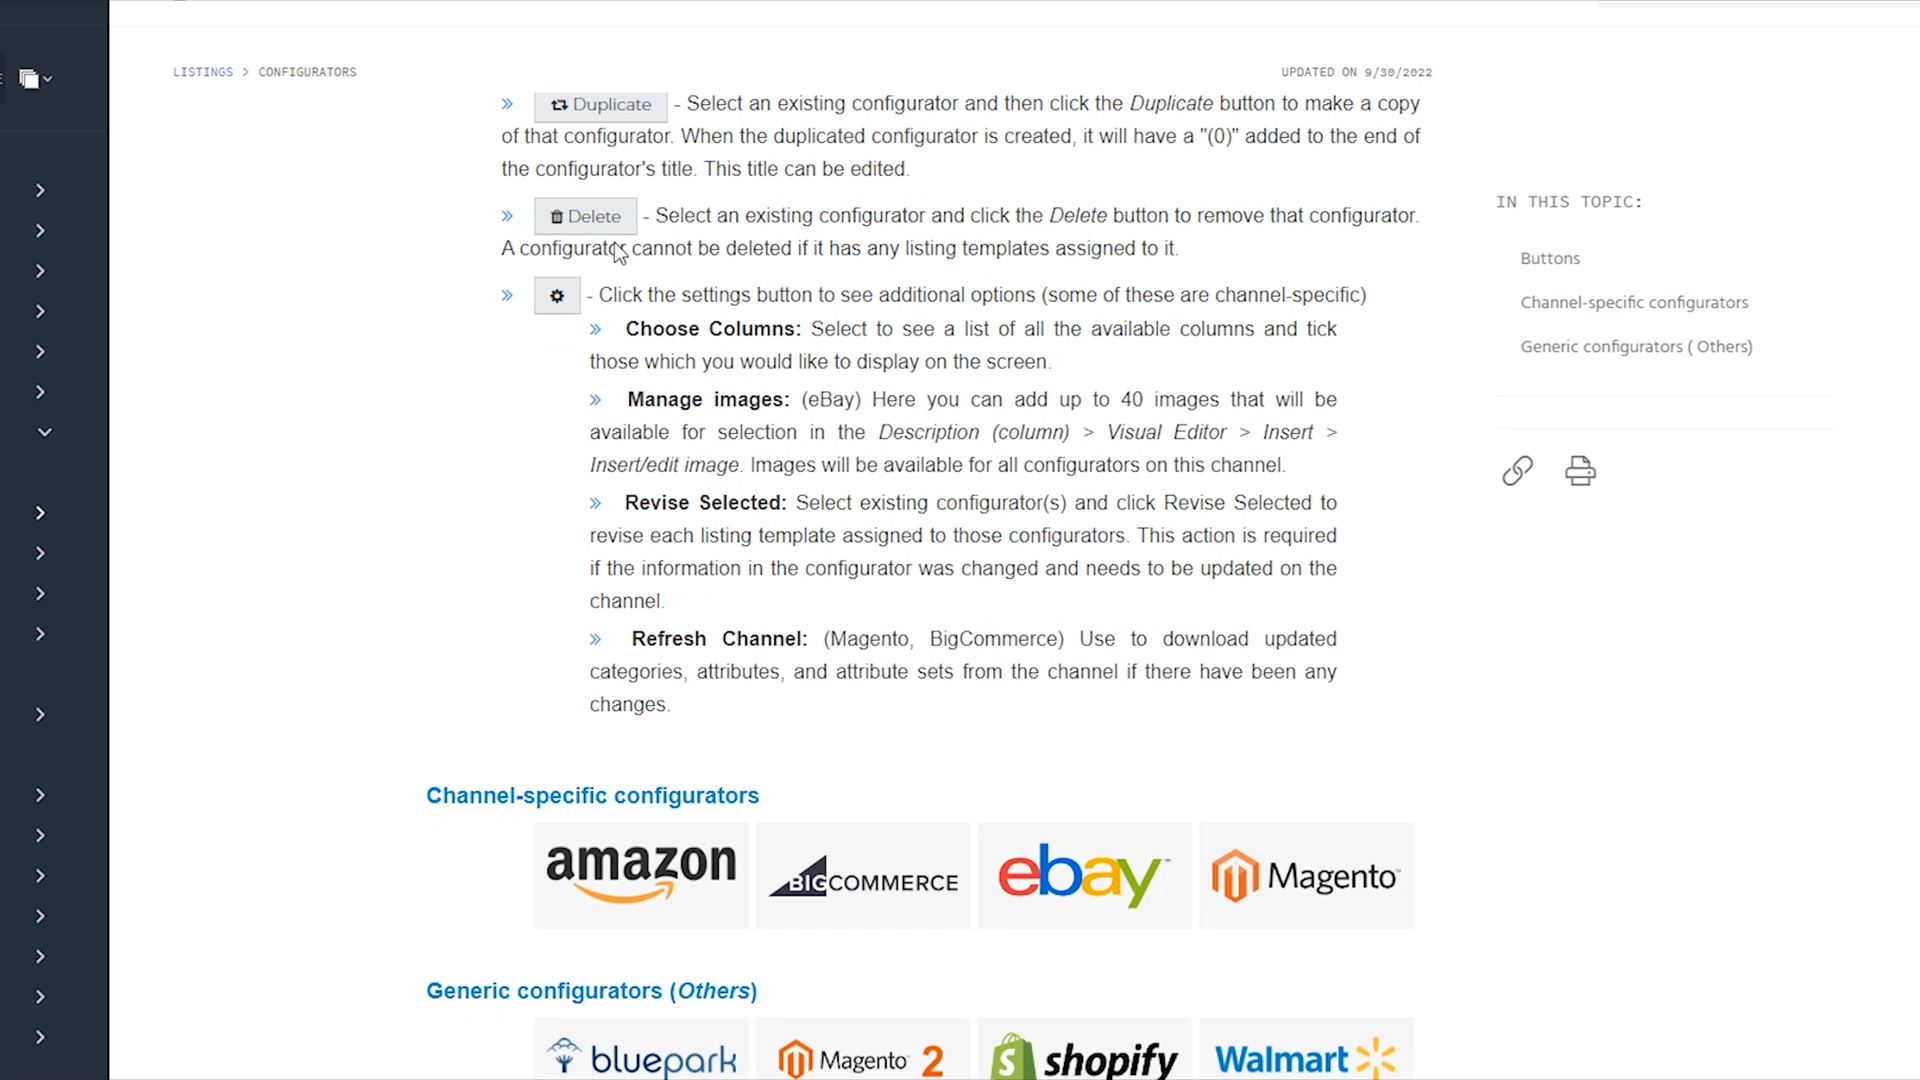 LISTINGS > CONFIGURATORS
UPDATED ON 9/30/2022
» Duplicate - Select an existing configurator and then click the Duplicate button to make a copy
of that configurator. When the duplicated configurator is created, it will have a "(0)" added to the end of
the configurator's title. This title can be edited.
» Delete - Select an existing configurator and click the Delete button to remove that configurator.
A configurator cannot be deleted if it has any listing templates assigned to it.
» - Click the settings button to see additional options (some of these are channel-specific)
» Choose Columns: Select to see a list of all the available columns and tick
those which you would like to display on the screen.
» Manage images: (eBay) Here you can add up to 40 images that will be
available for selection in the Description (column) > Visual Editor > Insert >
Insert/edit image. Images will be available for all configurators on this channel.
» Revise Selected: Select existing configurator(s) and click Revise Selected to
revise each listing template assigned to those configurators. This action is required
if the information in the configurator was changed and needs to be updated on the
channel.
» Refresh Channel: (Magento, BigCommerce) Use to download updated
categories, attributes, and attribute sets from the channel if there have been any
changes.
Channel-specific configurators
amazon
BIGCOMMERCE
ebay™
Magento
Generic configurators (Others)
bluepark
Magento 2
shopify
Walmart
IN THIS TOPIC:
Buttons
Channel-specific configurators
Generic configurators ( Others)